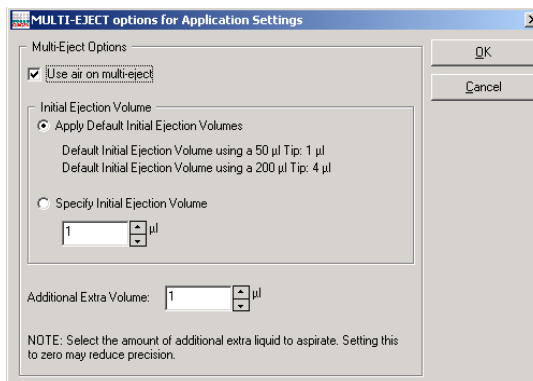 MULTI-EJECT options for Application Settings
Multi-Eject Options
Use air on multi-eject
OK
Cancel
Initial Ejection Volume
Apply Default Initial Ejection Volumes
Default Initial Ejection Volume using a 50 µl Tip: 1 µl
Default Initial Ejection Volume using a 200 µl Tip: 4 µl
Specify Initial Ejection Volume
1 µl
Additional Extra Volume: 1 µl
NOTE: Select the amount of additional extra liquid to aspirate. Setting this
to zero may reduce precision.